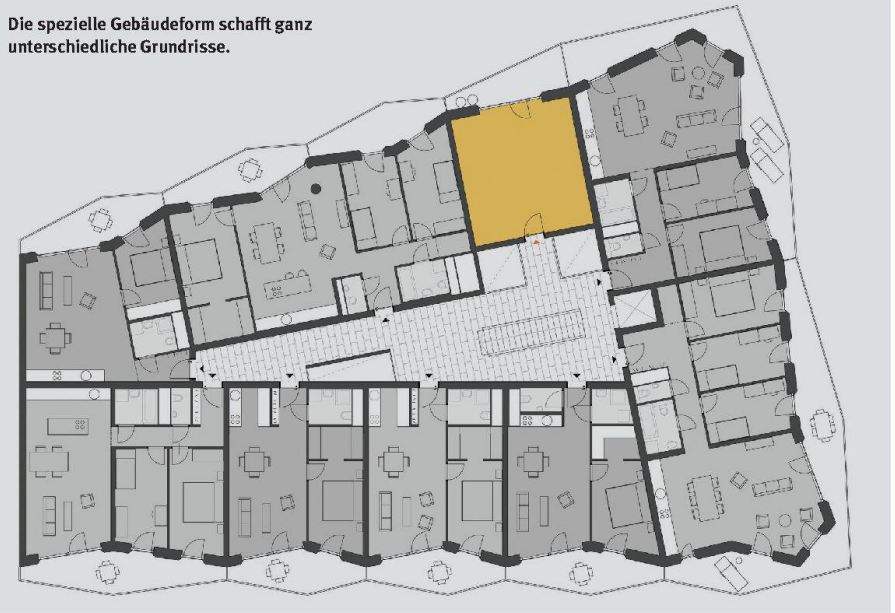 Die spezielle Gebäudeform schafft ganz
unterschiedliche Grundrisse.